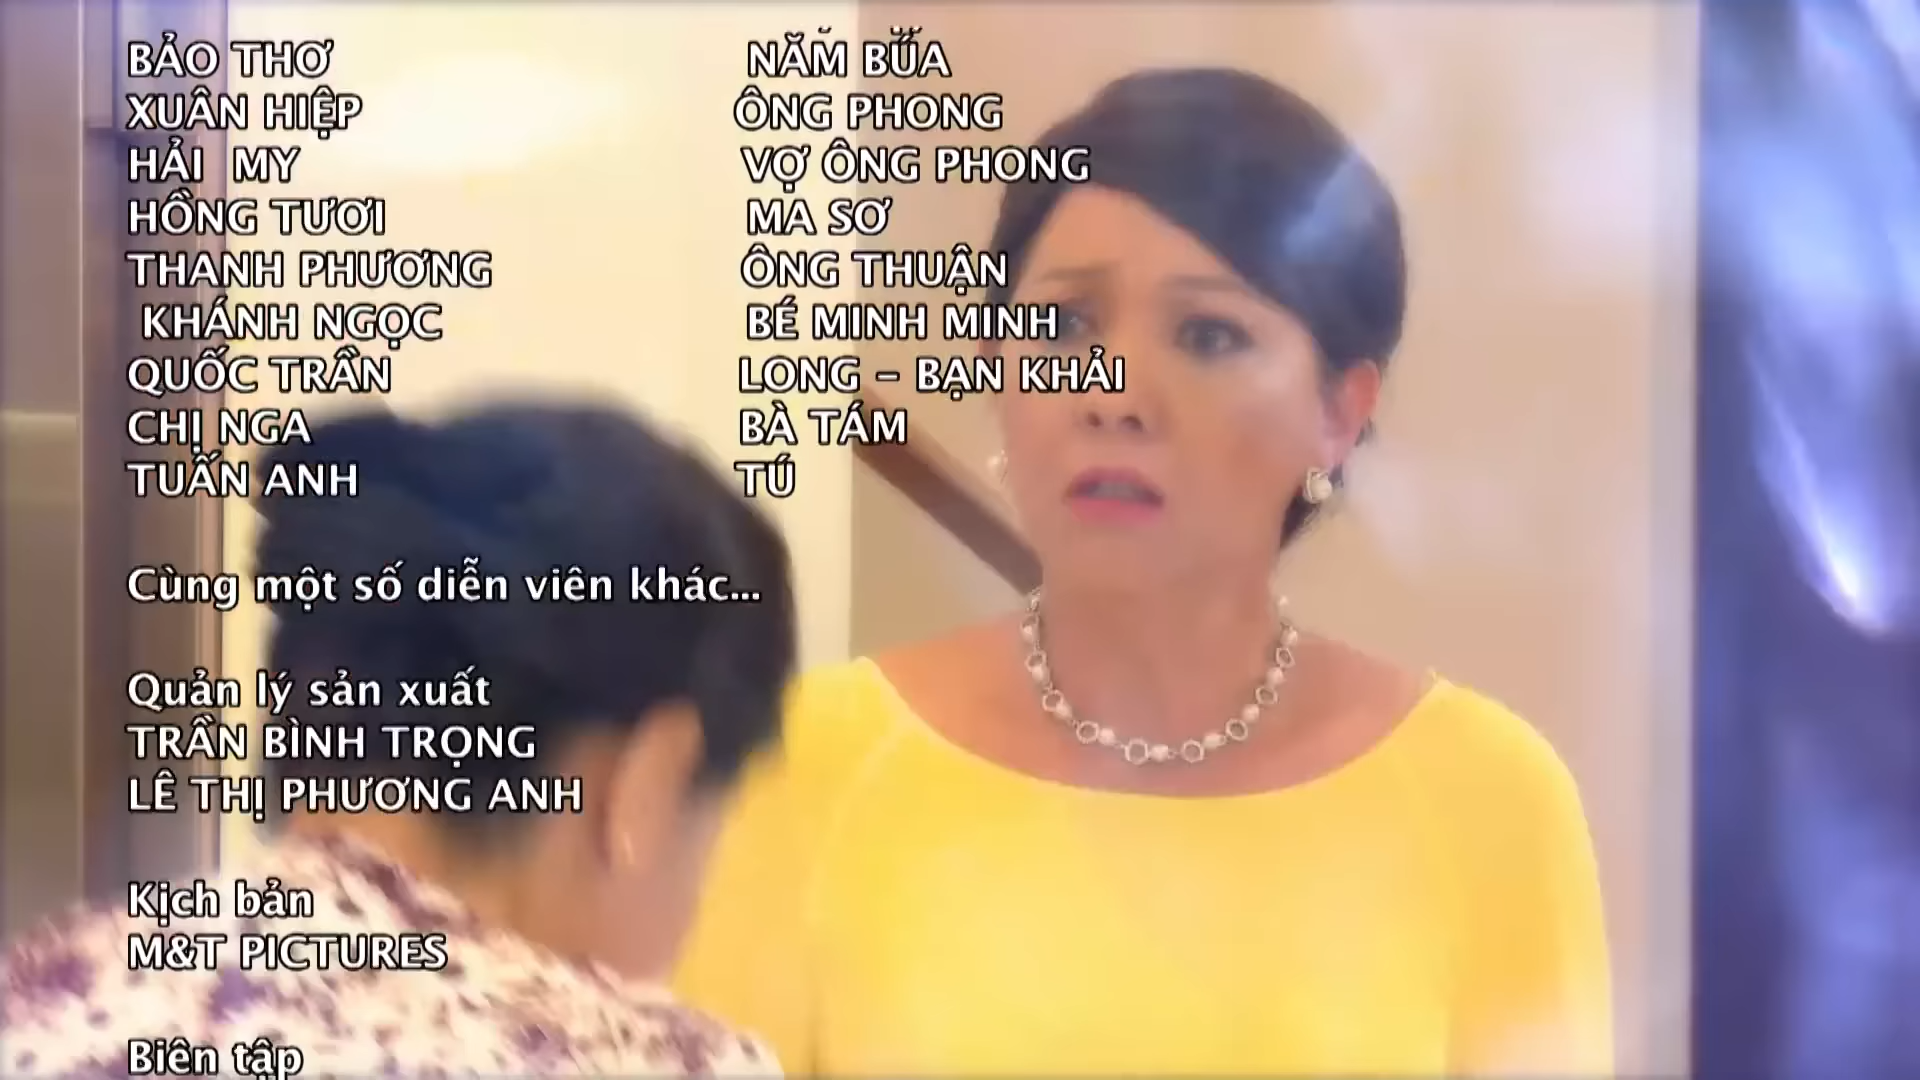 BẢO THƠ NĂM BỬA
XUÂN HIỆP ÔNG PHONG
HẢI MY VỢ ÔNG PHONG
HỒNG TƯƠI MA SƠ
THANH PHƯƠNG ÔNG THUẬN
KHÁNH NGỌC BÉ MINH MINH
QUỐC TRẦN LONG – BẠN KHẢI
CHỊ NGA BÀ TÁM
TUẤN ANH TÚ
Cùng một số diễn viên khác...
Quản lý sản xuất
TRẦN BÌNH TRỌNG
LÊ THỊ PHƯƠNG ANH
Kịch bản
M&T PICTURES
Biên tập